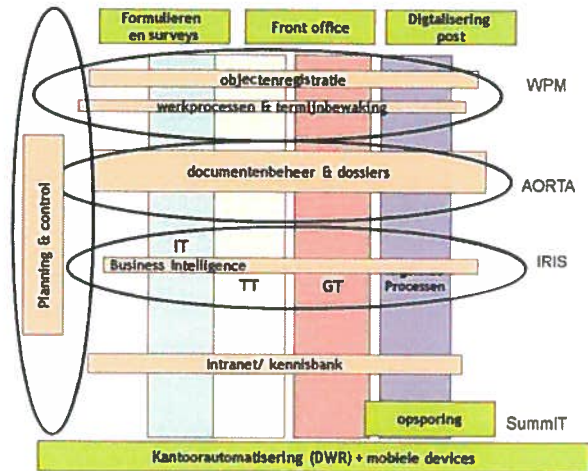 Formulieren
en surveys
Front office
Digtalisering
post
objectenregistratie
WPM
werkprocessen & termijnbewaking
documentenbeheer & dossiers
AORTA
Planning & control
IT
Business Intelligence
IRIS
TT
GT
Processen
intranet/ kennisbank
opsporing
SummIT
Kantoorautomatisering (DWR) + mobiele devices